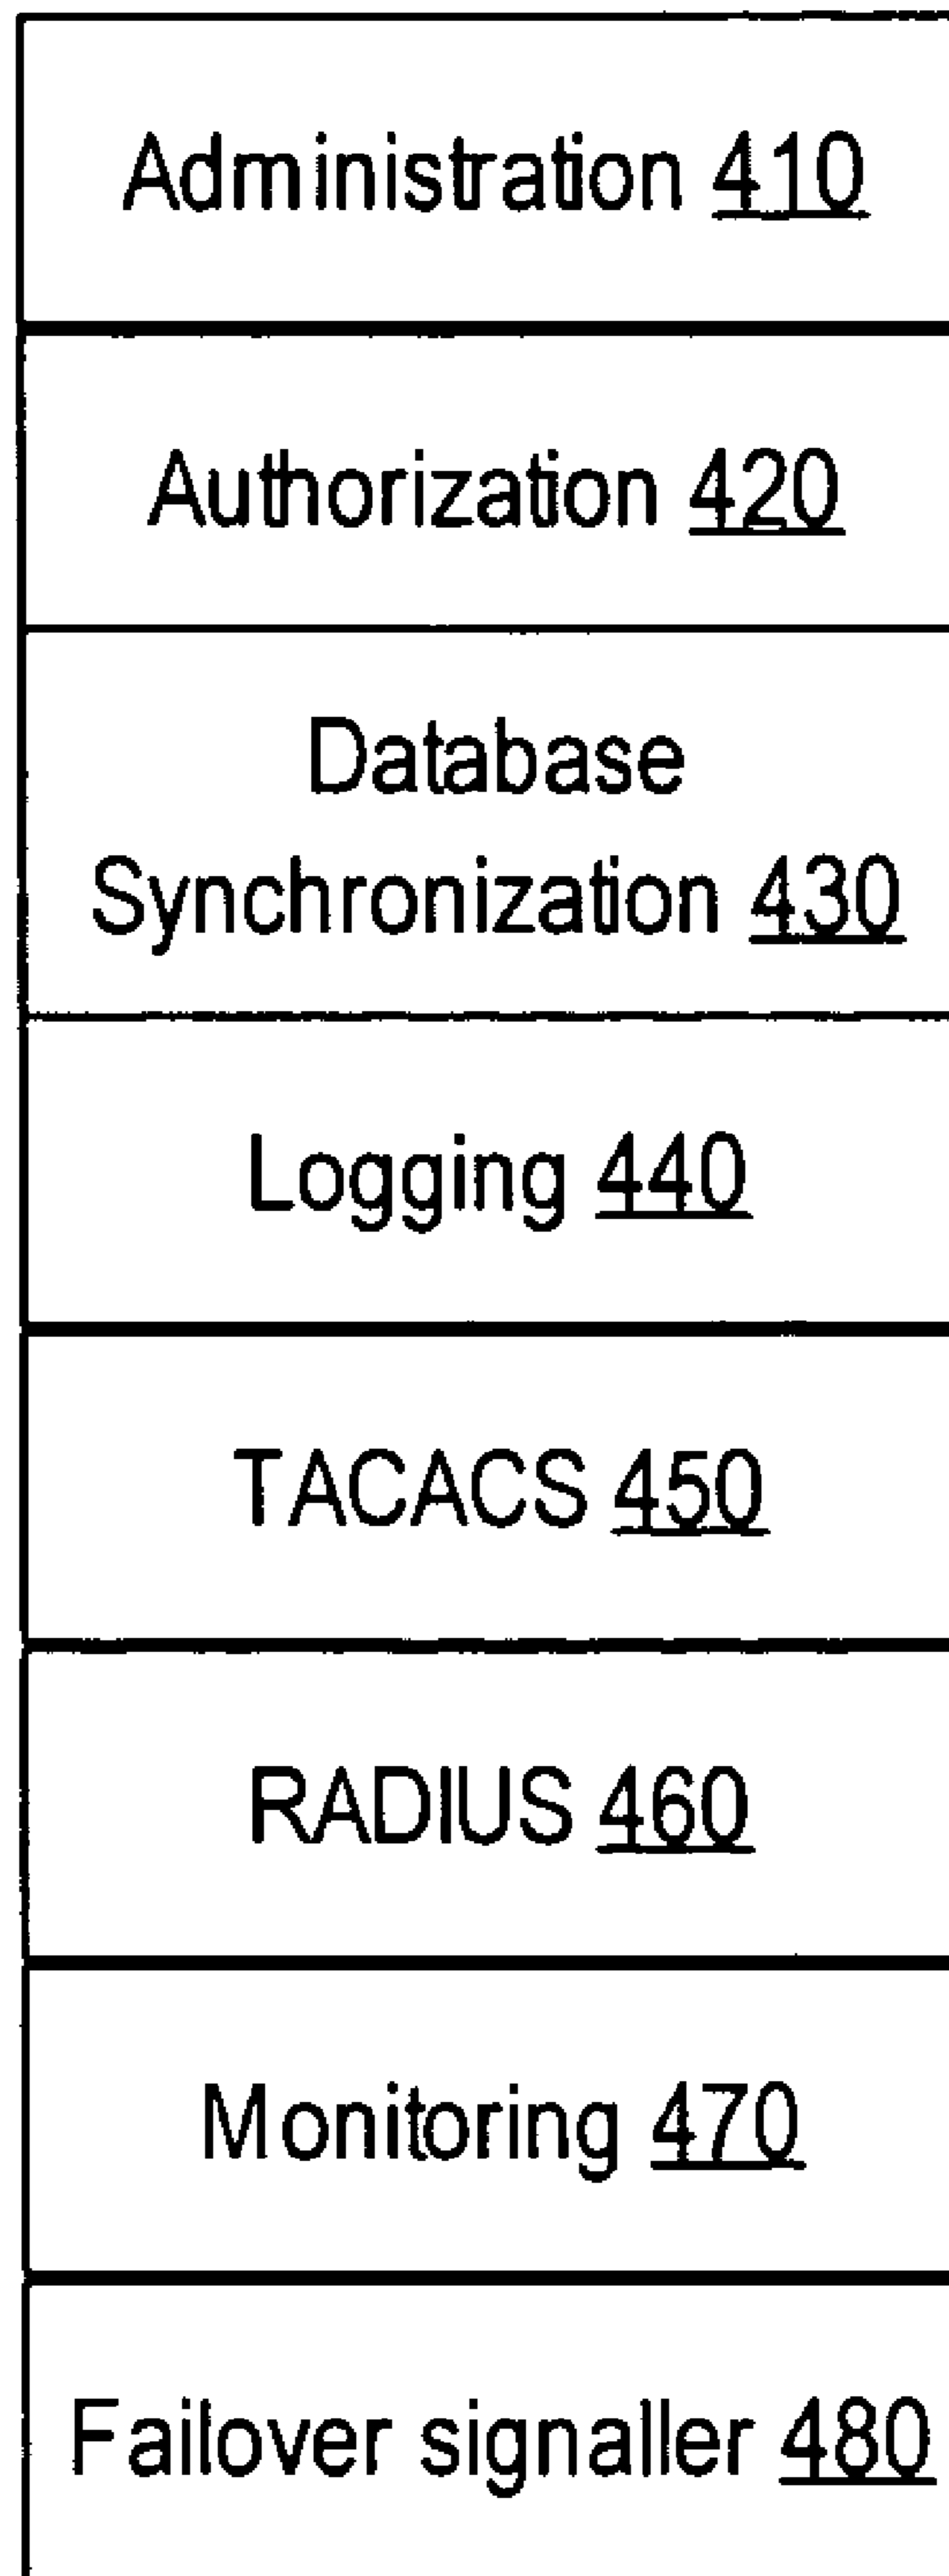 Administration 410
Authorization 420
Database
Synchronization 430
Logging 440
TACACS 450
RADIUS 460
Monitoring 470
Failover signaller 480